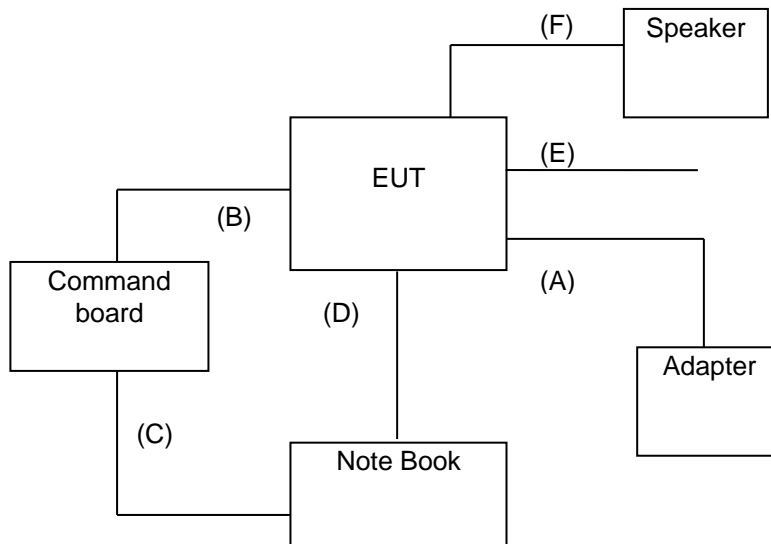 (F)
Speaker
EUT
(E)
(B)
(A)
Command
board
(D)
Adapter
(C)
Note Book